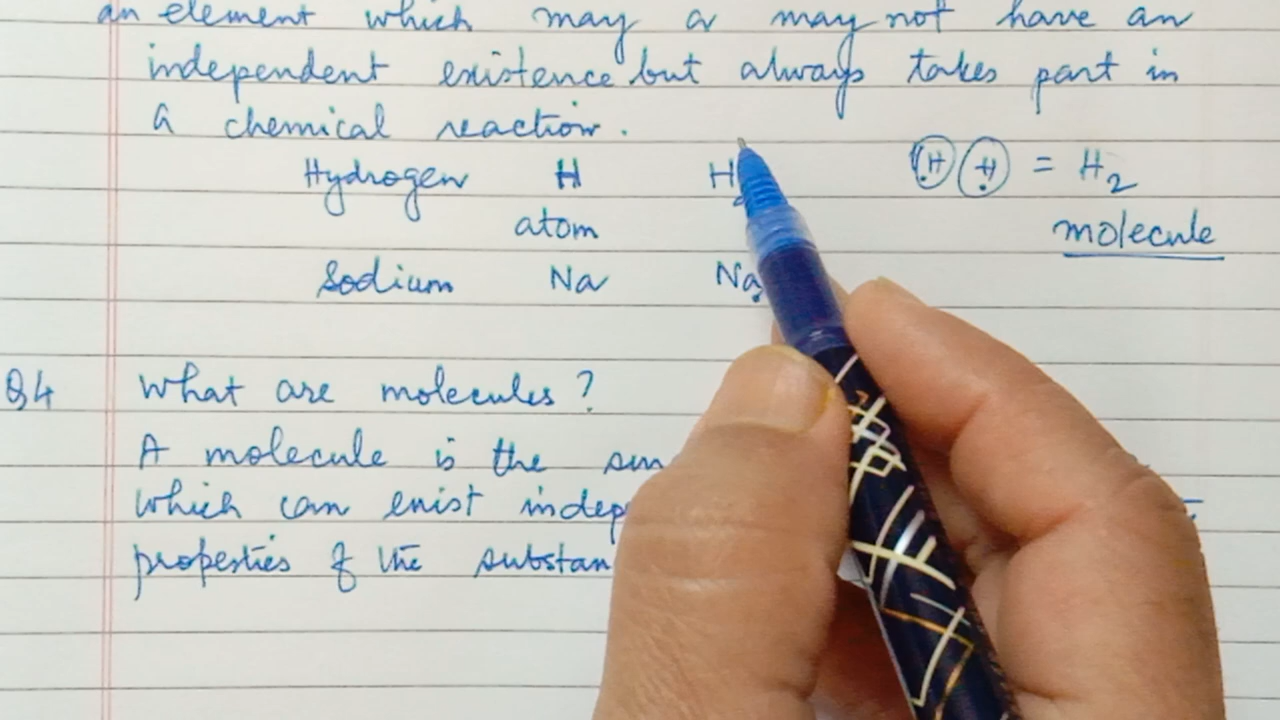 an element which may or may not have an
independent existence but always takes part in
a chemical reaction.
Hydrogen H H H H = H2
atom molecule
Sodium Na Na
Q4 What are molecules?
A molecule is the
which can exist
properties of the